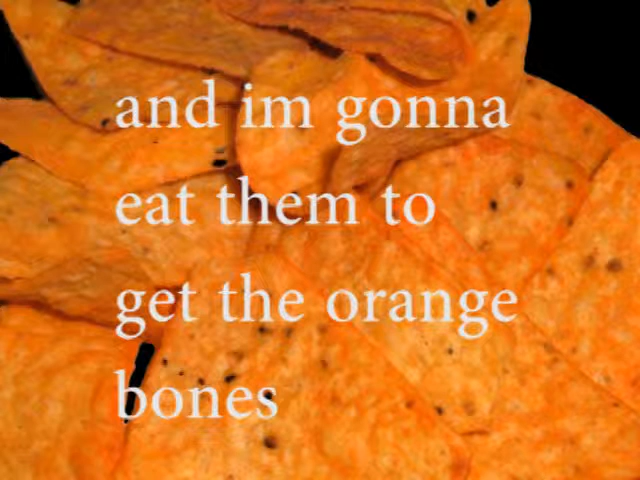 and im gonna
eat them to
get the orange
bones